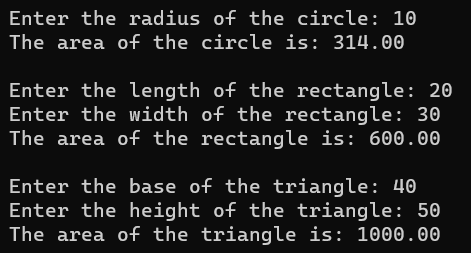 Enter the radius of the circle: 10
The area of the circle is: 314.00
Enter the length of the rectangle: 20
Enter the width of the rectangle: 30
The area of the rectangle is: 600.00
Enter the base of the triangle: 40
Enter the height of the triangle: 50
The area of the triangle is: 1000.00